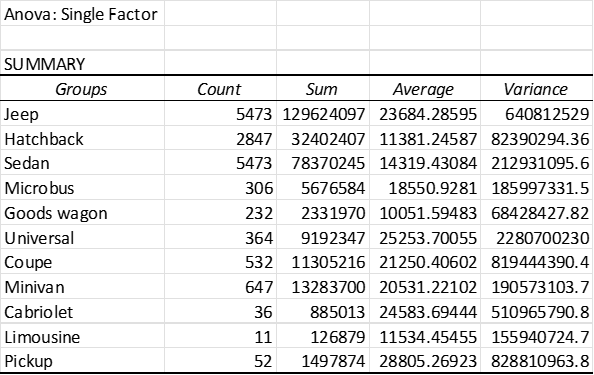 Anova: Single Factor
SUMMARY
Groups Count Sum Average Variance
Jeep 5473 129624097 23684.28595 640812529
Hatchback 2847 32402407 11381.24587 82390294.36
Sedan 5473 78370245 14319.43084 212931095.6
Microbus 306 5676584 18550.9281 185997331.5
Goods wagon 232 2331970 10051.59483 68428427.82
Universal 364 9192347 25253.70055 2280700230
Coupe 532 11305216 21250.40602 819444390.4
Minivan 647 13283700 20531.22102 190573103.7
Cabriolet 36 885013 24583.69444 510965790.8
Limousine 11 126879 11534.45455 155940724.7
Pickup 52 1497874 28805.26923 828810963.8